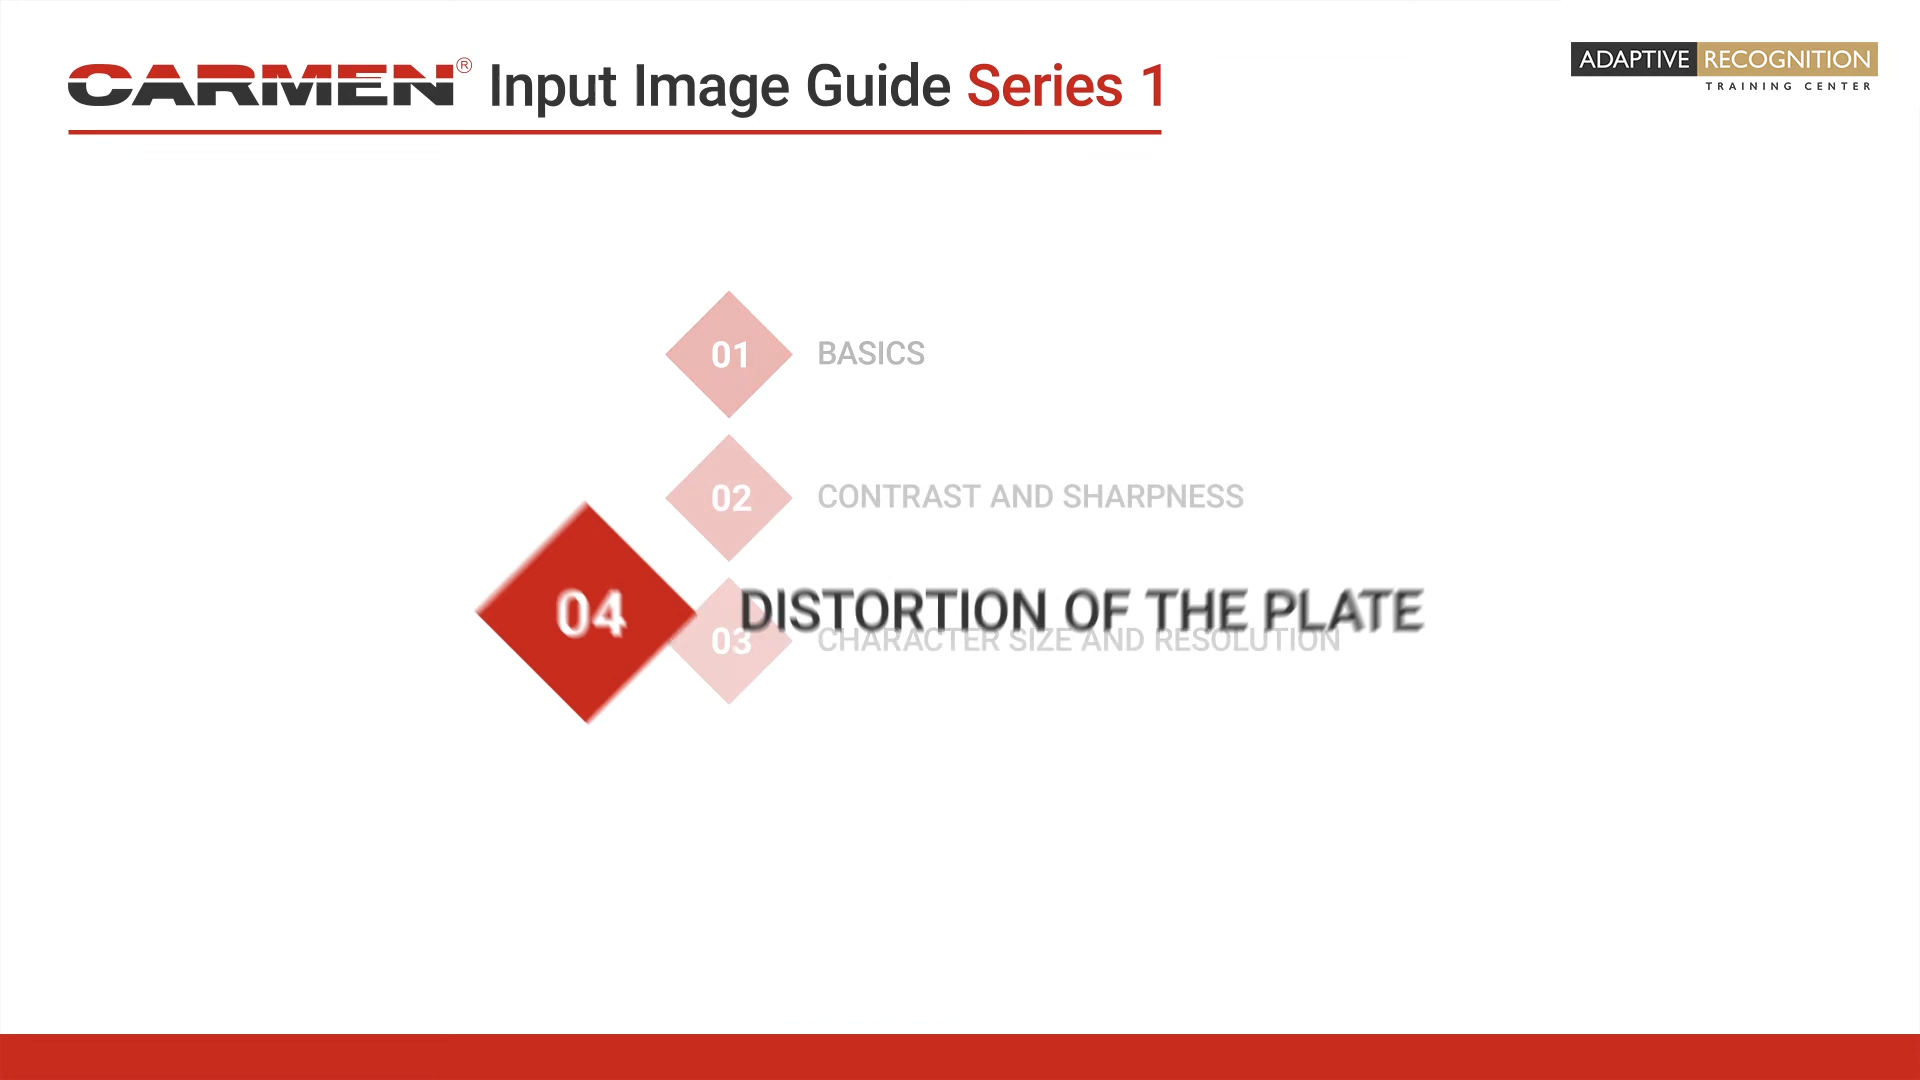 CARMEN® Input Image Guide Series 1
ADAPTIVE RECOGNITION
TRAINING CENTER
01 BASICS
02 CONTRAST AND SHARPNESS
04 DISTORTION OF THE PLATE
03 CHARACTER SIZE AND RESOLUTION